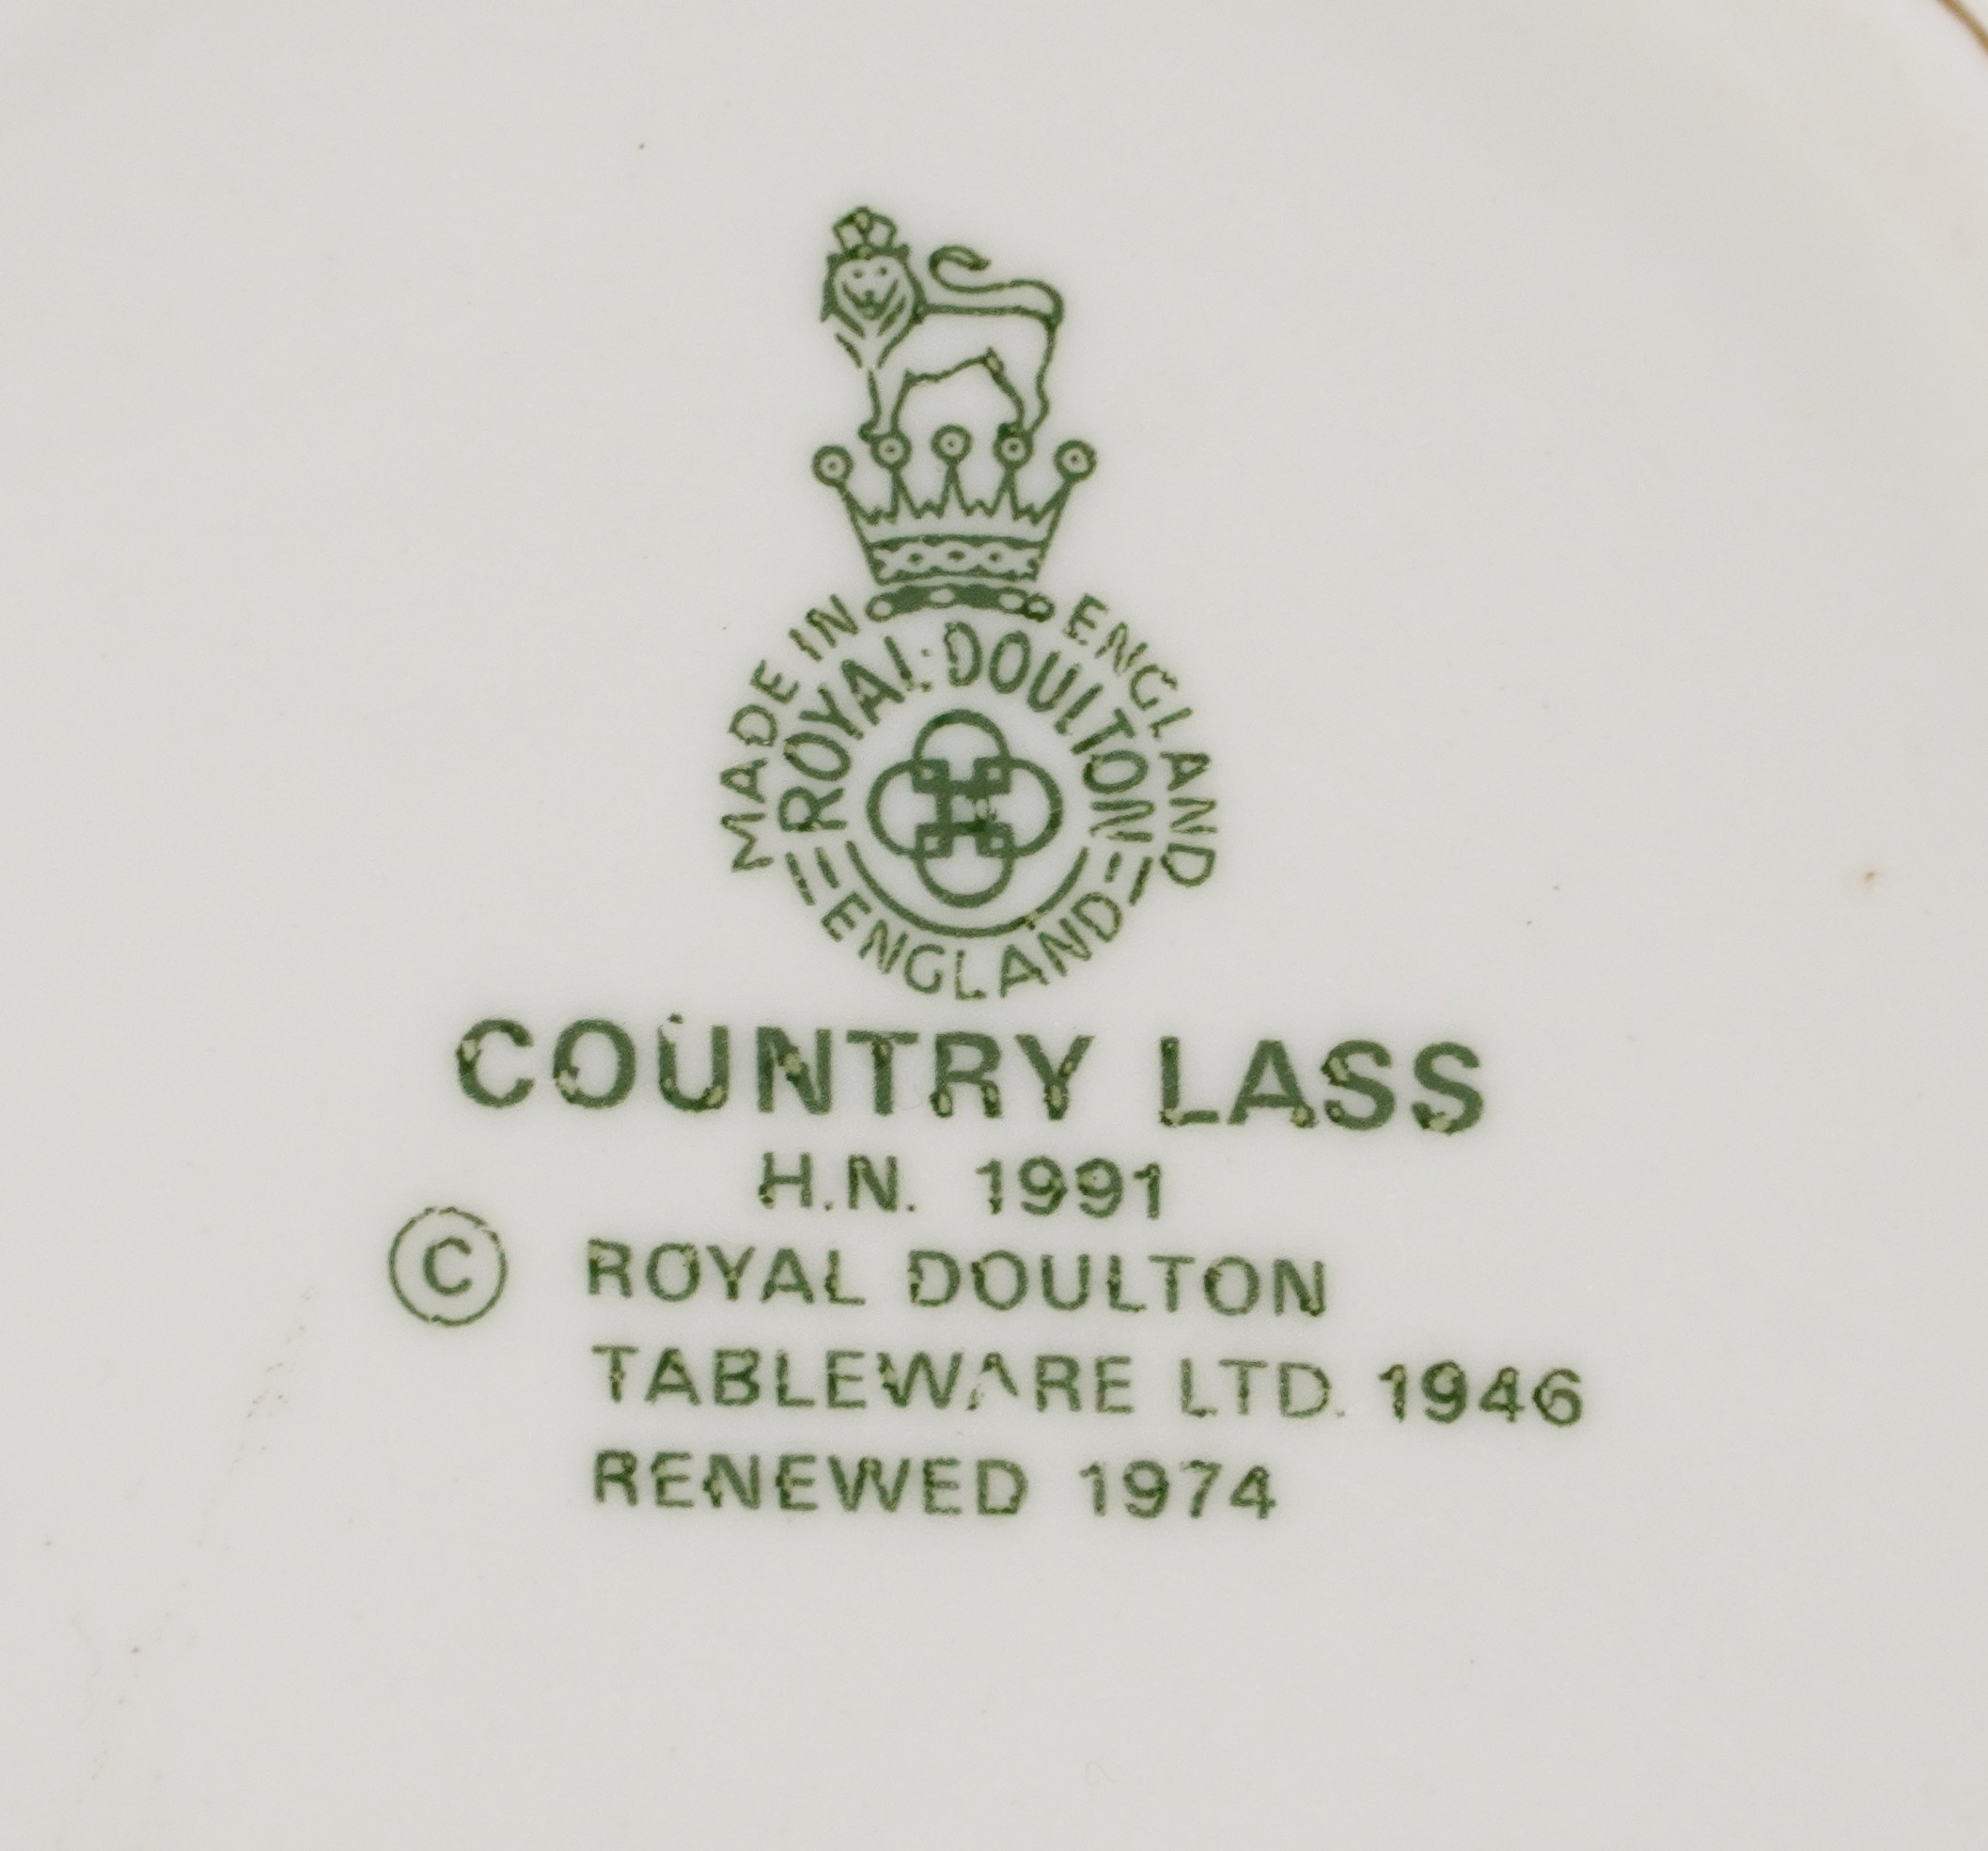 MADE IN ENGLAND
ROYAL DOULTON
ENGLAND
COUNTRY LASS
H.N. 1991
© ROYAL DOULTON
TABLEWARE LTD. 1946
RENEWED 1974